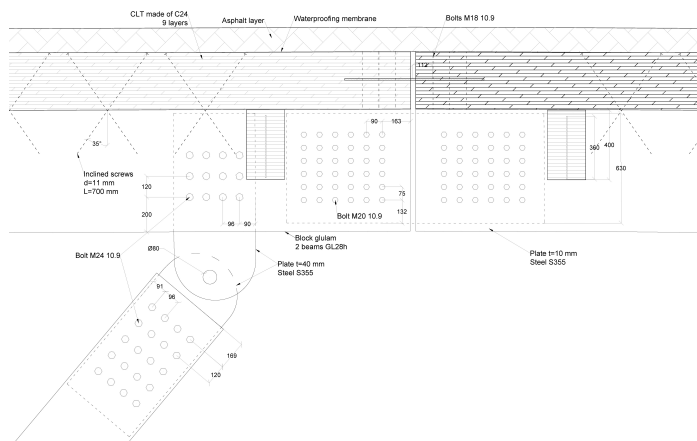 CLT made of C24
9 layers
Asphalt layer
Waterproofing membrane
Bolts M18 10.9
112
90
163
35°
360
400
630
Inclined screws
d=11 mm
L=700 mm
120
200
75
132
96
90
Bolt M20 10.9
Block glulam
2 beams GL28h
Bolt M24 10.9
Ø80
Plate t=40 mm
Steel S355
Plate t=10 mm
Steel S355
91
96
169
120